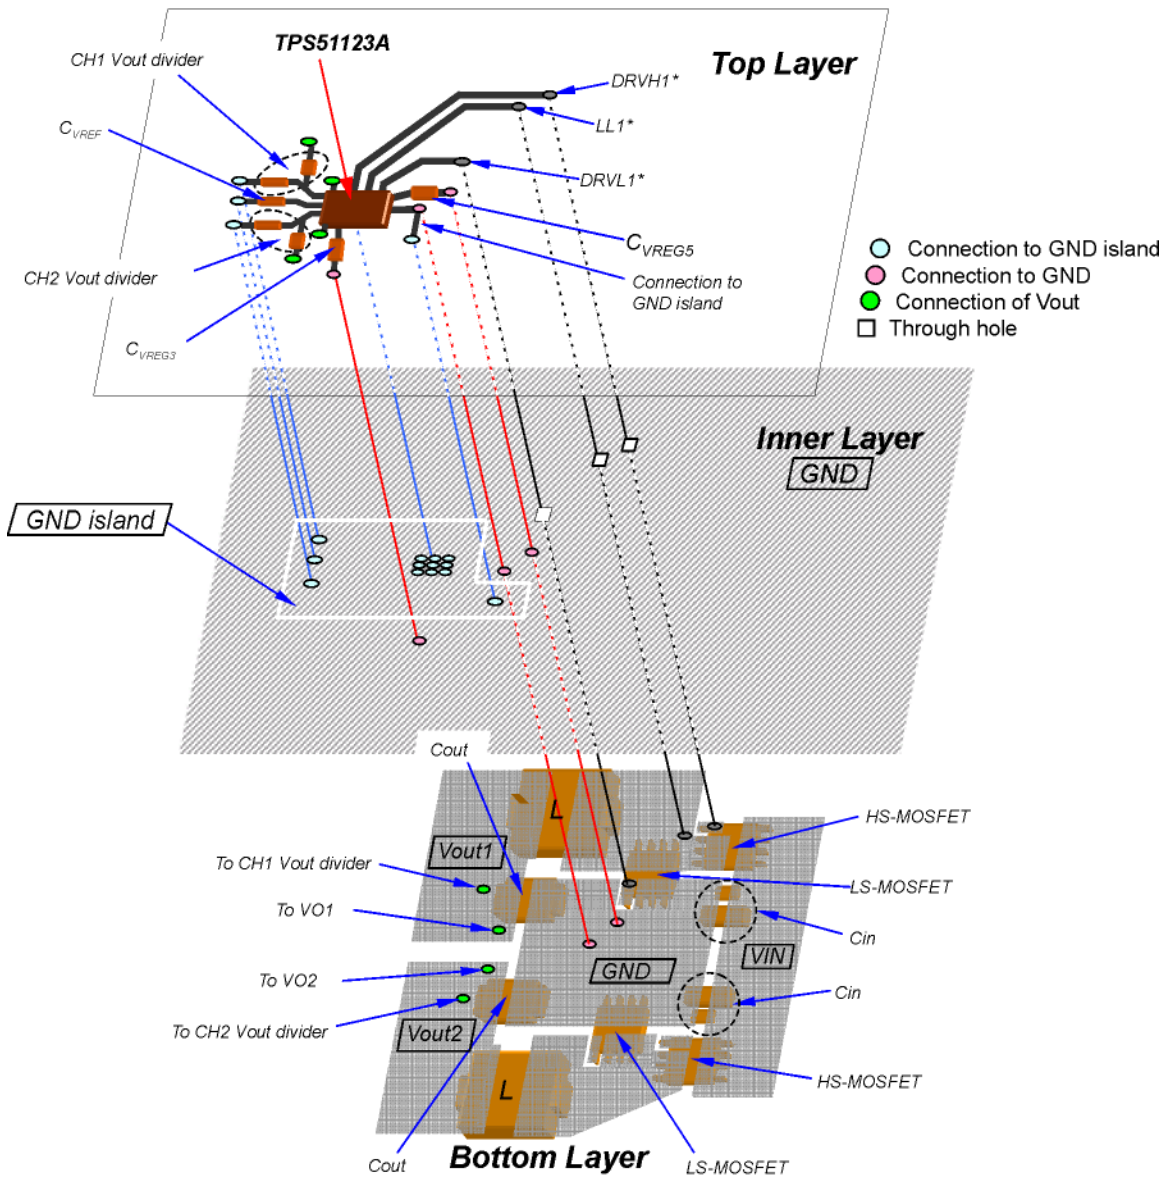 TPS51123A
CH1 Vout divider
Top Layer
DRVH1*
C_VREF
LL1*
DRVL1*
C_VREG5
CH2 Vout divider
Connection to
GND island
C_VREG3
Connection to GND island
Connection to GND
Connection of Vout
Through hole
Inner Layer
GND
GND island
Cout
L
HS-MOSFET
Vout1
To CH1 Vout divider
LS-MOSFET
To VO1
Cin
VIN
GND
To VO2
Cin
To CH2 Vout divider
Vout2
HS-MOSFET
L
Bottom Layer
Cout
LS-MOSFET